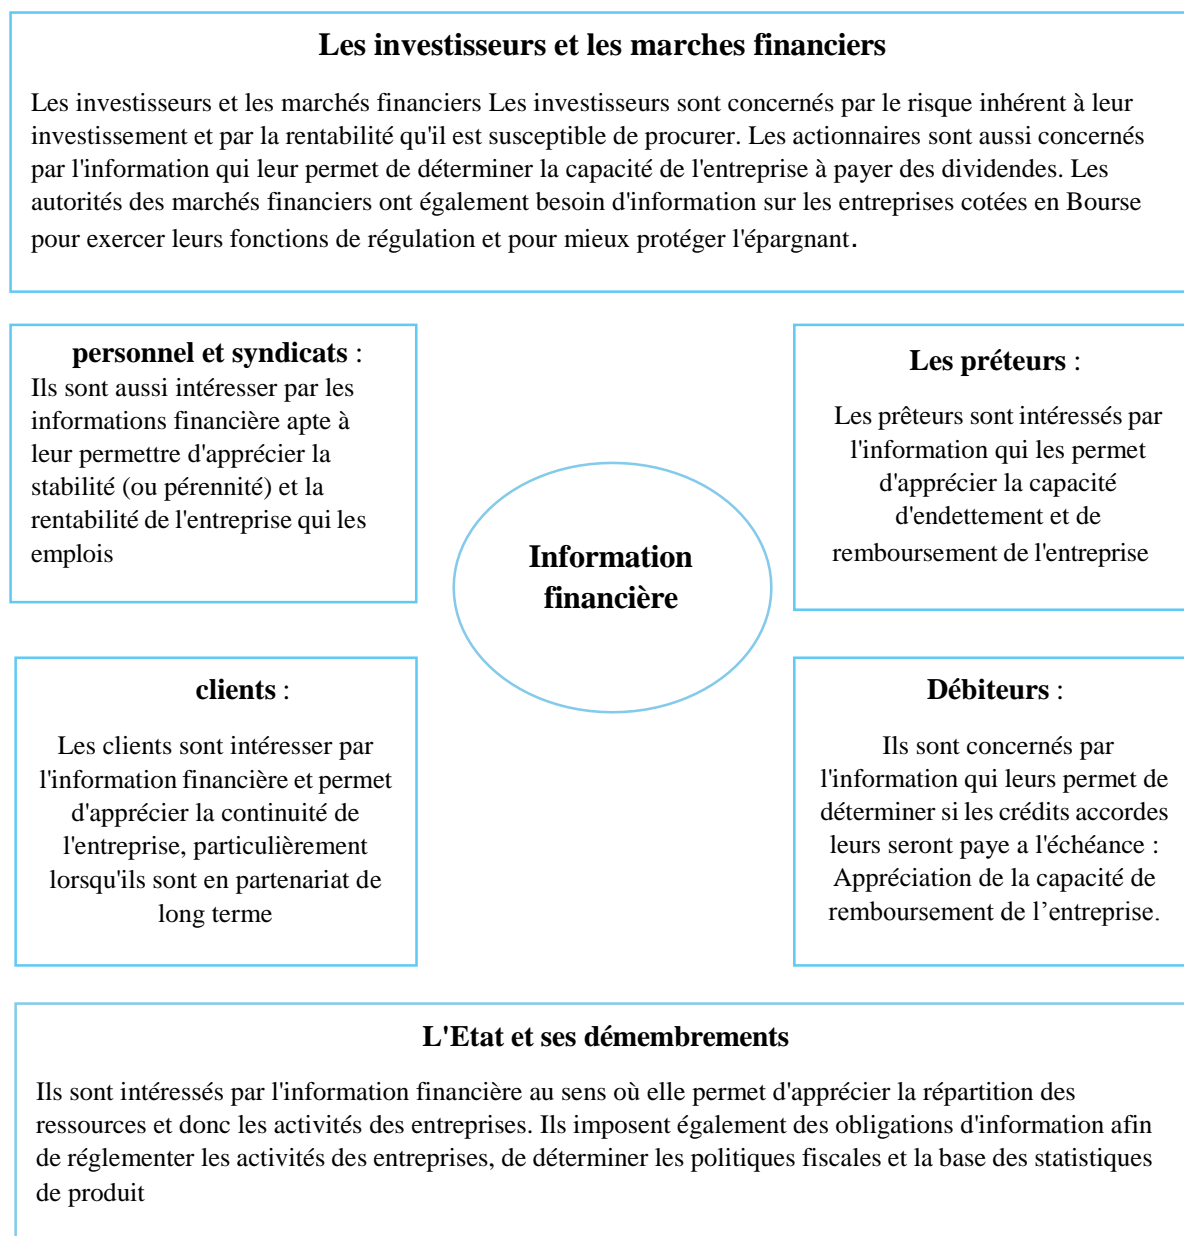 Les investisseurs et les marches financiers
Les investisseurs et les marchés financiers Les investisseurs sont concernés par le risque inhérent à leur
investissement et par la rentabilité qu'il est susceptible de procurer. Les actionnaires sont aussi concernés
par l'information qui leur permet de déterminer la capacité de l'entreprise à payer des dividendes. Les
autorités des marchés financiers ont également besoin d'information sur les entreprises cotées en Bourse
pour exercer leurs fonctions de régulation et pour mieux protéger l'épargnant.
personnel et syndicats :
Ils sont aussi intéresser par les
informations financière apte à
leur permettre d'apprécier la
stabilité (ou pérennité) et la
rentabilité de l'entreprise qui les
emplois
Les préteurs :
Les prêteurs sont intéressés par
l'information qui les permet
d'apprécier la capacité
d'endettement et de
remboursement de l'entreprise
Information
financière
clients :
Les clients sont intéresser par
l'information financière et permet
d'apprécier la continuité de
l'entreprise, particulièrement
lorsqu'ils sont en partenariat de
long terme
Débiteurs :
Ils sont concernés par
l'information qui leurs permet de
déterminer si les crédits accordes
leurs seront paye a l'échéance :
Appréciation de la capacité de
remboursement de l’entreprise.
L'Etat et ses démembrements
Ils sont intéressés par l'information financière au sens où elle permet d'apprécier la répartition des
ressources et donc les activités des entreprises. Ils imposent également des obligations d'information afin
de réglementer les activités des entreprises, de déterminer les politiques fiscales et la base des statistiques
de produit